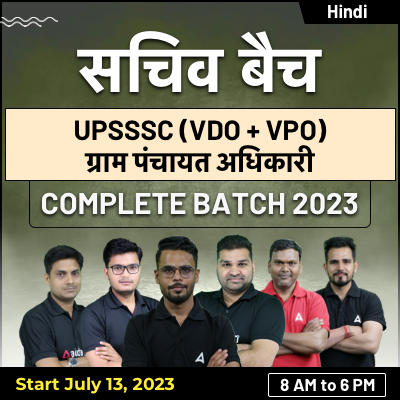 Hindi
सचिव बैच
UPSSSC (VDO + VPO)
ग्राम पंचायत अधिकारी
COMPLETE BATCH 2023
Start July 13, 2023
8 AM to 6 PM